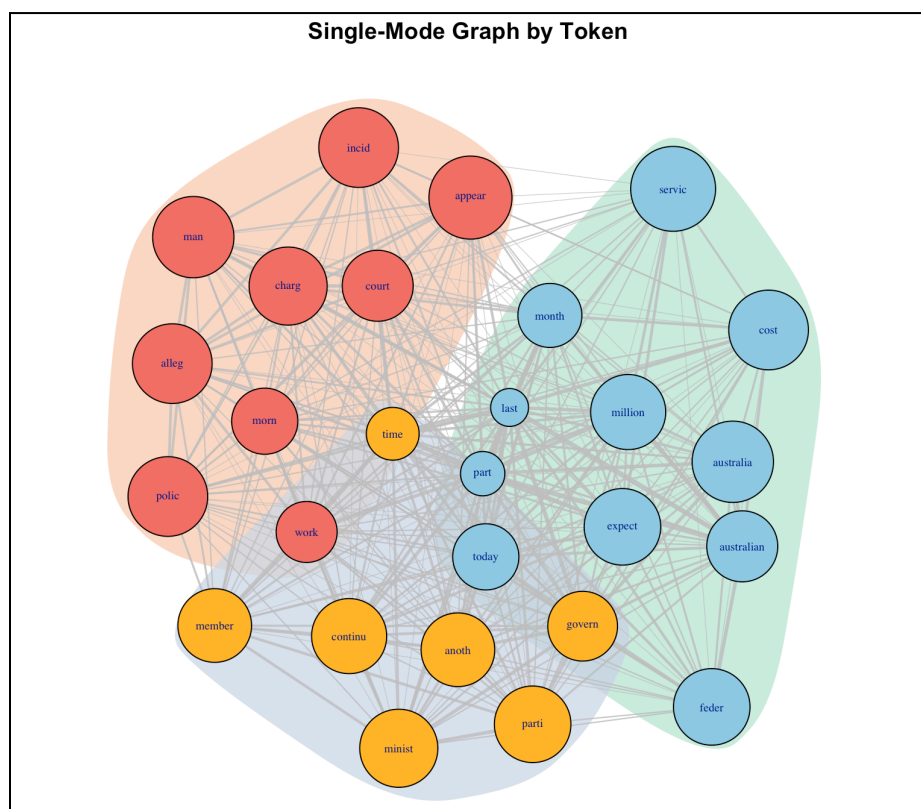 Single-Mode Graph by Token
incid
servic
appear
man
charg
court
month
cost
alleg
last
million
morn
time
australia
part
polic
expect
work
australian
today
member
continu
anoth
govern
feder
parti
minist